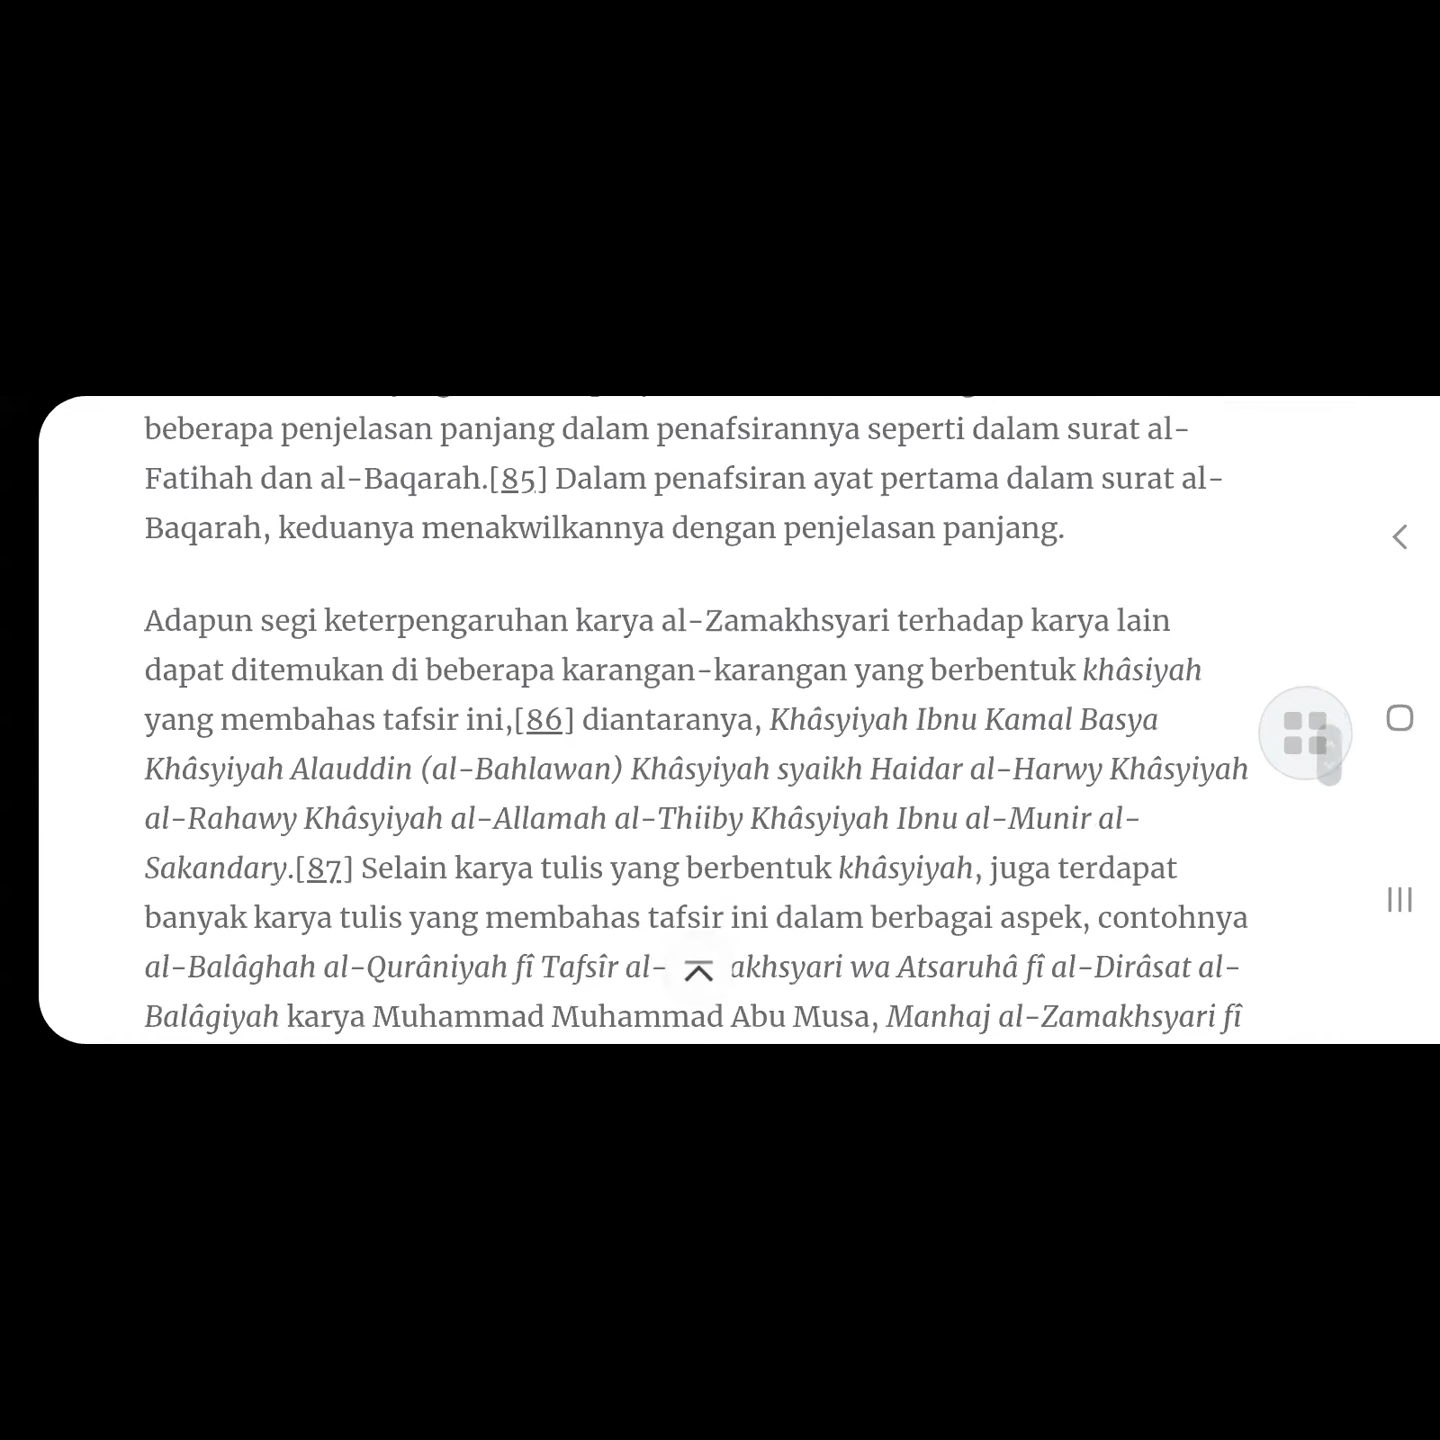 beberapa penjelasan panjang dalam penafsirannya seperti dalam surat al-
Fatihah dan al-Baqarah.[85] Dalam penafsiran ayat pertama dalam surat al-
Baqarah, keduanya menakwilkannya dengan penjelasan panjang.
Adapun segi keterpengaruhan karya al-Zamakhsyari terhadap karya lain
dapat ditemukan di beberapa karangan-karangan yang berbentuk khâsiyah
yang membahas tafsir ini,[86] diantaranya, Khâsyiyah Ibnu Kamal Basya
Khâsyiyah Alauddin (al-Bahlawan) Khâsyiyah syaikh Haidar al-Harwy Khâsyiyah
al-Rahawy Khâsyiyah al-Allamah al-Thiiby Khâsyiyah Ibnu al-Munir al-
Sakandary.[87] Selain karya tulis yang berbentuk khâsyiyah, juga terdapat
banyak karya tulis yang membahas tafsir ini dalam berbagai aspek, contohnya
al-Balâghah al-Qurâniyah fî Tafsîr al- akhsyari wa Atsaruhâ fî al-Dirâsat al-
Balâgiyah karya Muhammad Muhammad Abu Musa, Manhaj al-Zamakhsyari fî